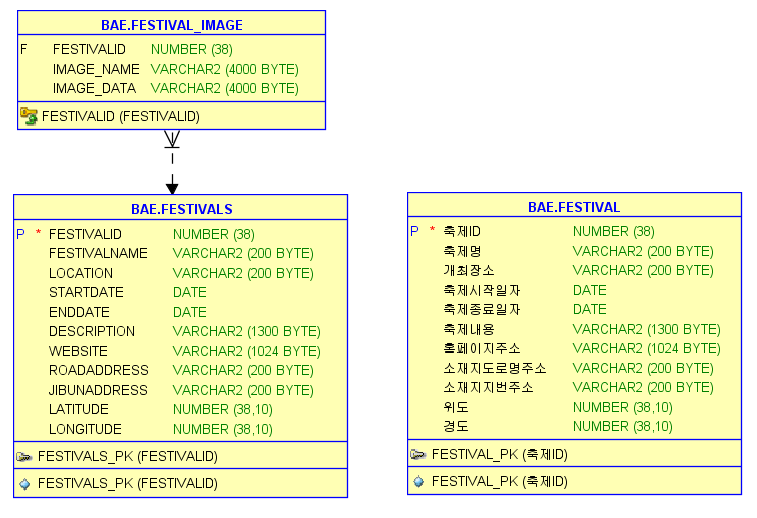 BAE.FESTIVAL_IMAGE
F FESTIVALID NUMBER (38)
IMAGE_NAME VARCHAR2 (4000 BYTE)
IMAGE_DATA VARCHAR2 (4000 BYTE)
FESTIVALID (FESTIVALID)
BAE.FESTIVALS
P * FESTIVALID NUMBER (38)
FESTIVALNAME VARCHAR2 (200 BYTE)
LOCATION VARCHAR2 (200 BYTE)
STARTDATE DATE
ENDDATE DATE
DESCRIPTION VARCHAR2 (1300 BYTE)
WEBSITE VARCHAR2 (1024 BYTE)
ROADADDRESS VARCHAR2 (200 BYTE)
JIBUNADDRESS VARCHAR2 (200 BYTE)
LATITUDE NUMBER (38,10)
LONGITUDE NUMBER (38,10)
FESTIVALS_PK (FESTIVALID)
FESTIVALS_PK (FESTIVALID)
BAE.FESTIVAL
P * 축제ID NUMBER (38)
축제명 VARCHAR2 (200 BYTE)
개최장소 VARCHAR2 (200 BYTE)
축제시작일자 DATE
축제종료일자 DATE
축제내용 VARCHAR2 (1300 BYTE)
홈페이지주소 VARCHAR2 (1024 BYTE)
소재지도로명주소 VARCHAR2 (200 BYTE)
소재지지번주소 VARCHAR2 (200 BYTE)
위도 NUMBER (38,10)
경도 NUMBER (38,10)
FESTIVAL_PK (축제ID)
FESTIVAL_PK (축제ID)